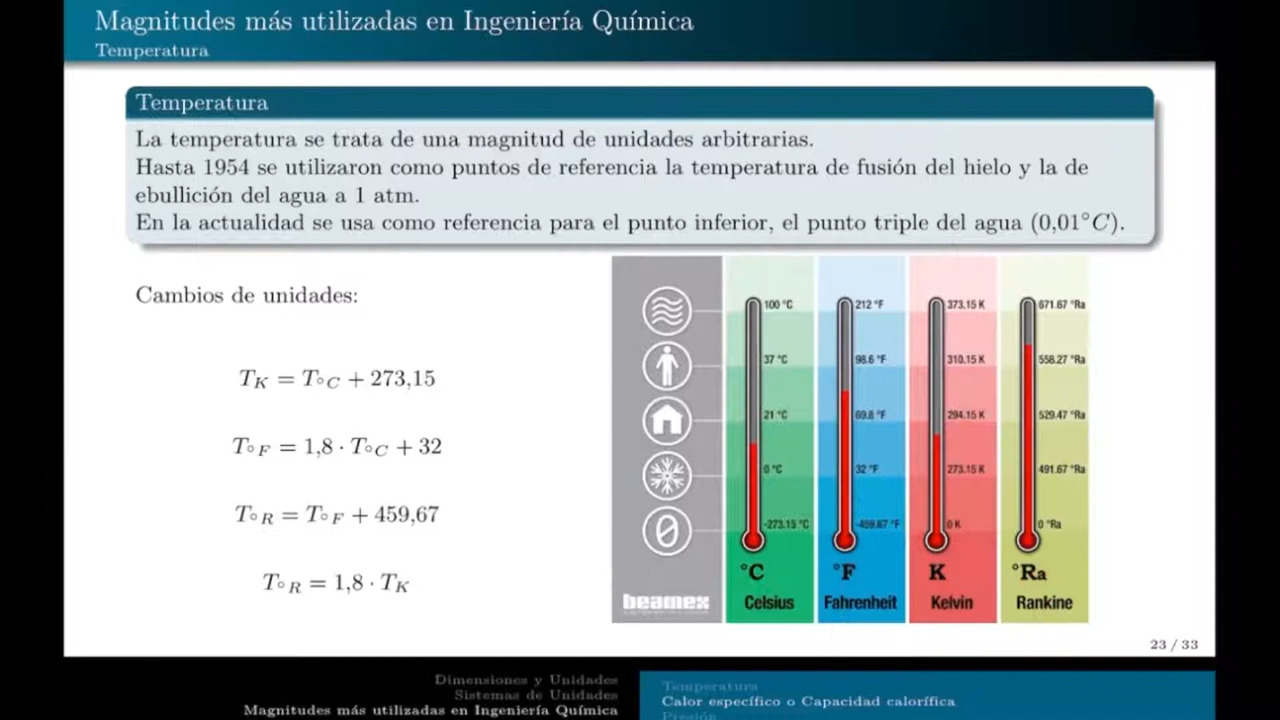 Magnitudes más utilizadas en Ingeniería Química
Temperatura
Temperatura
La temperatura se trata de una magnitud de unidades arbitrarias.
Hasta 1954 se utilizaron como puntos de referencia la temperatura de fusión del hielo y la de
ebullición del agua a 1 atm.
En la actualidad se usa como referencia para el punto inferior, el punto triple del agua (0,01°C).
Cambios de unidades:
T_K = T_°C + 273,15
T_°F = 1,8 · T_°C + 32
T_°R = T_°F + 459,67
T_°R = 1,8 · T_K
100 °C 212 °F 373.15 K 671.67 °Ra
37 °C 98.6 °F 310.15 K 558.27 °Ra
21 °C 69.8 °F 294.15 K 529.47 °Ra
0 °C 32 °F 273.15 K 491.67 °Ra
0 -273.15 °C -459.67 °F 0 K 0 °Ra
°C °F K °Ra
beamex Celsius Fahrenheit Kelvin Rankine
23 / 33
Dimensiones y Unidades
Sistemas de Unidades
Magnitudes más utilizadas en Ingeniería Química
Temperatura
Calor específico o Capacidad calorífica
Presión